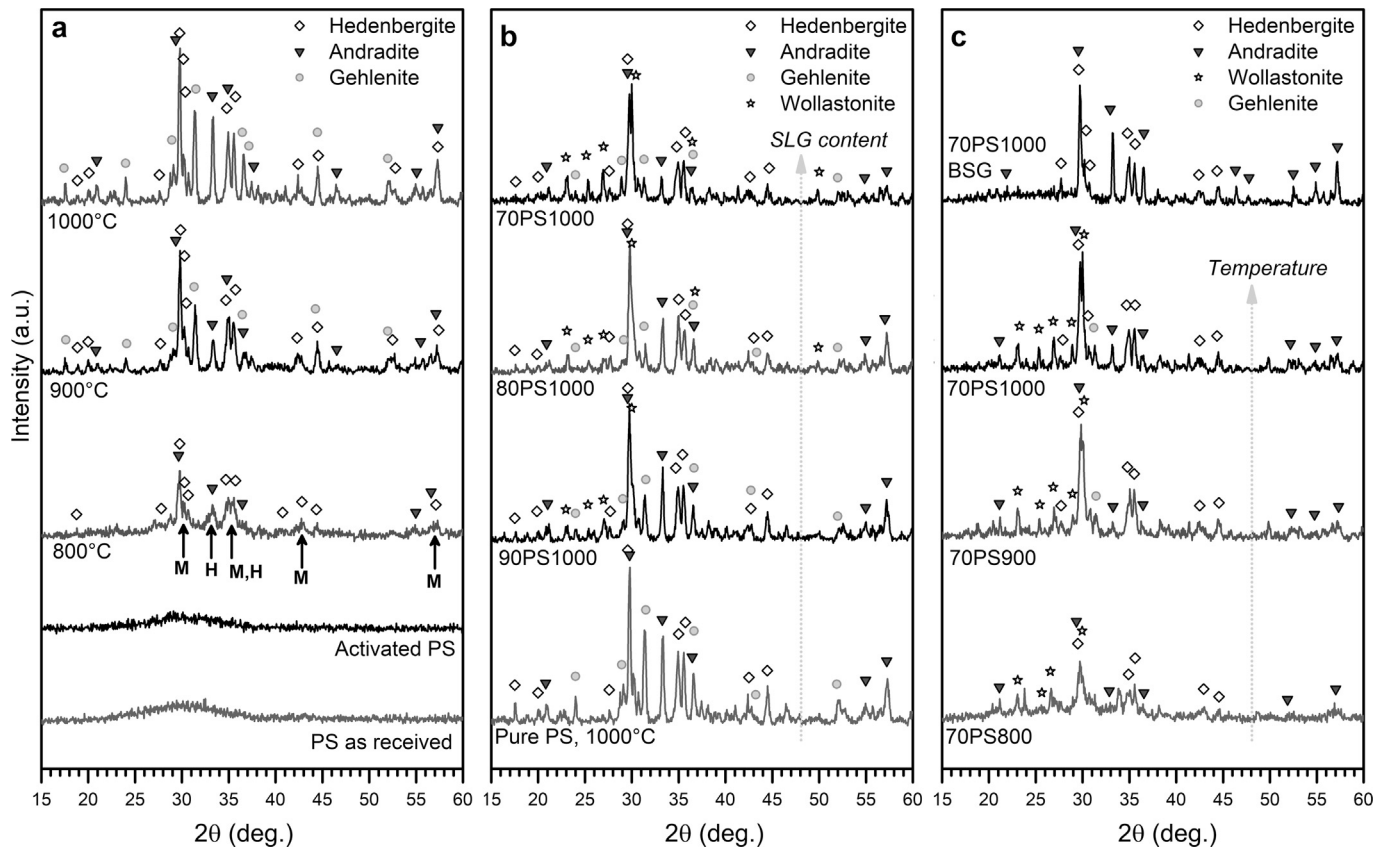 a
Hedenbergite
Andradite
Gehlenite
1000°C
900°C
800°C
M
H
M,H
M
M
Activated PS
PS as received
15 20 25 30 35 40 45 50 55 60
2θ (deg.)
Intensity (a.u.)
b
Hedenbergite
Andradite
Gehlenite
Wollastonite
SLG content
70PS1000
80PS1000
90PS1000
Pure PS, 1000°C
15 20 25 30 35 40 45 50 55 60
2θ (deg.)
c
Hedenbergite
Andradite
Wollastonite
Gehlenite
70PS1000
BSG
Temperature
70PS1000
70PS900
70PS800
15 20 25 30 35 40 45 50 55 60
2θ (deg.)